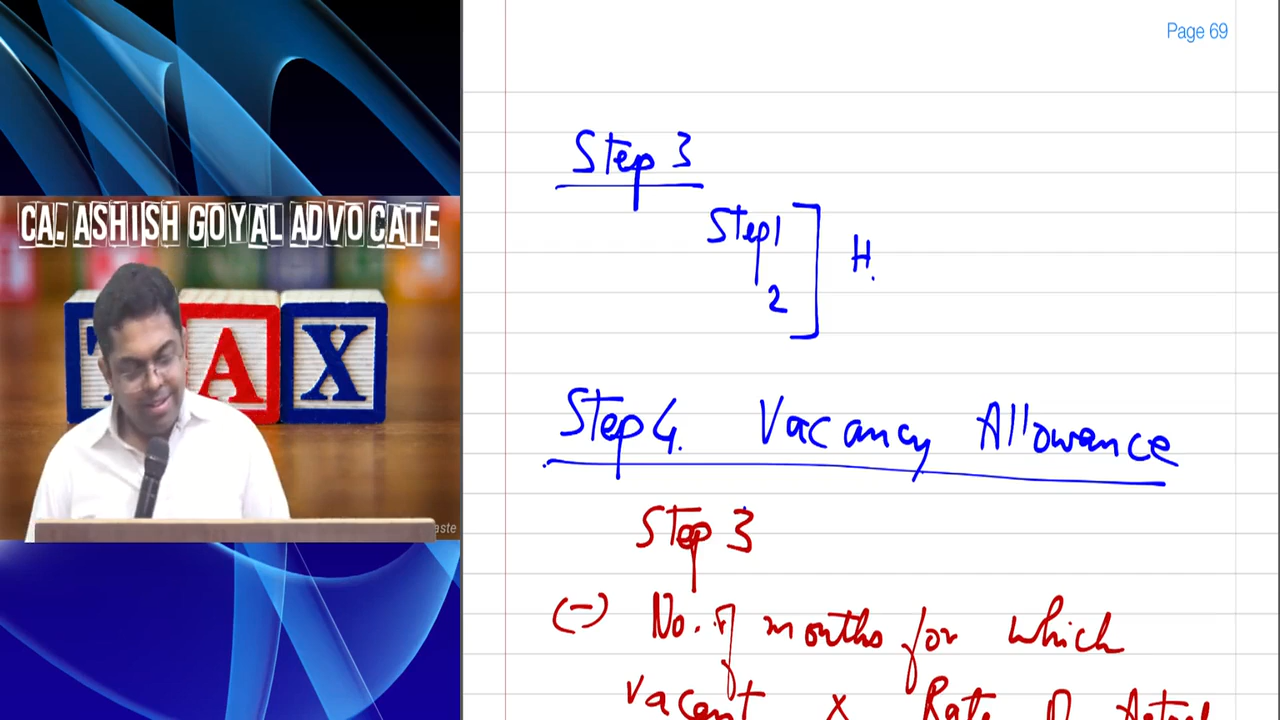 Page 69
CA. ASHISH GOYAL ADVOCATE
TAX
Step 3
Step 1
2
H.
Step 4. Vacancy Allowance
Step 3
(-) No. of months for which
vacant x Rate of Actual